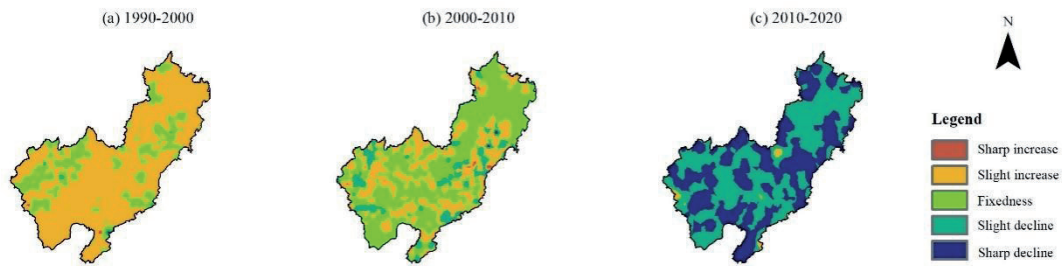 (a) 1990-2000
(b) 2000-2010
(c) 2010-2020
N
Legend
Sharp increase
Slight increase
Fixedness
Slight decline
Sharp decline